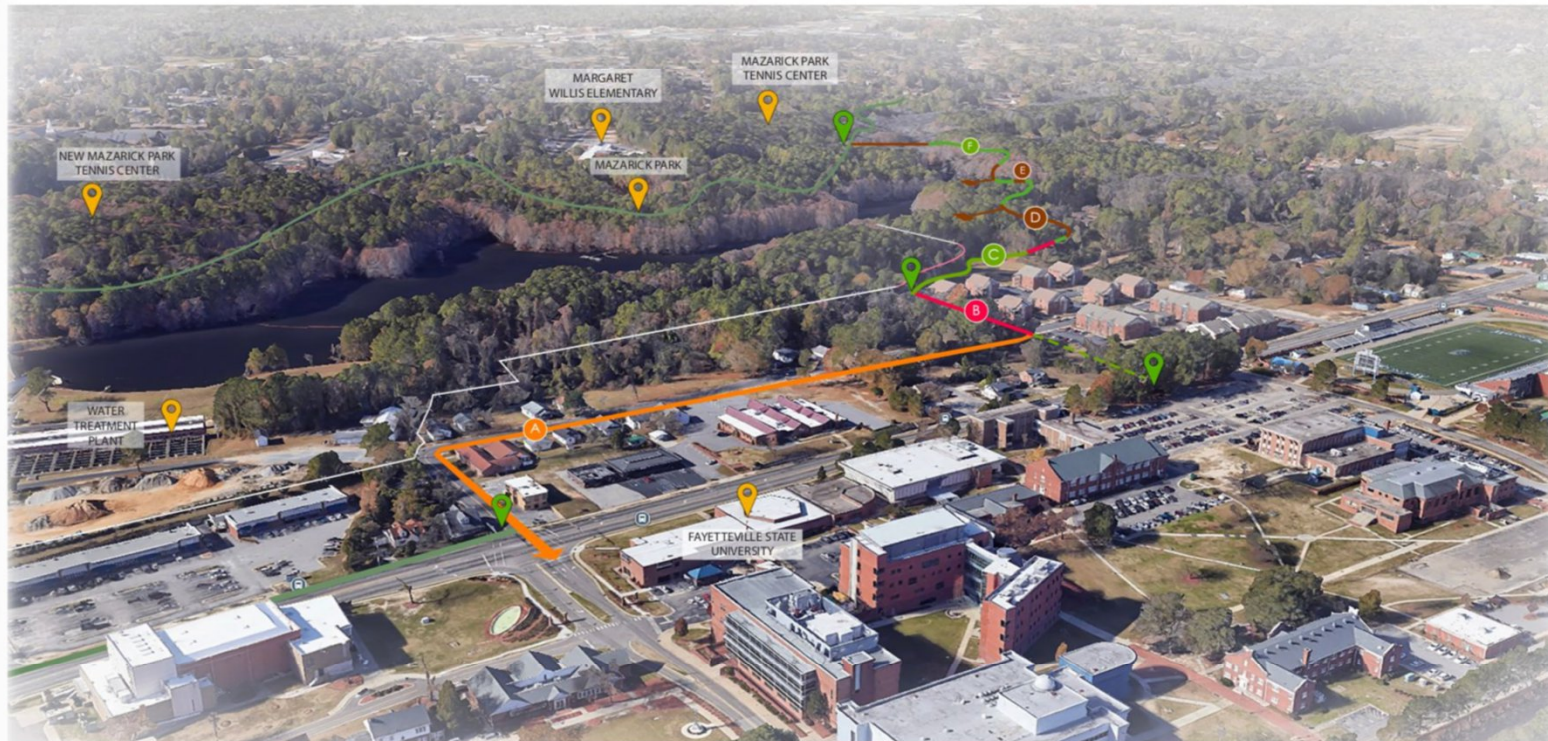 MAZARICK PARK
TENNIS CENTER
MARGARET
WILLIS ELEMENTARY
NEW MAZARICK PARK
TENNIS CENTER
MAZARICK PARK
F
E
D
C
B
WATER
TREATMENT
PLANT
A
FAYETTEVILLE STATE
UNIVERSITY